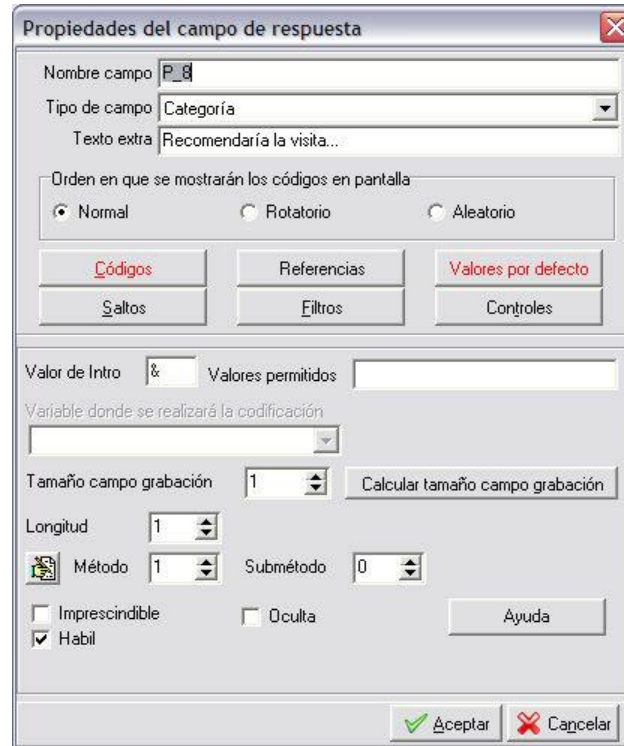 Propiedades del campo de respuesta
Nombre campo P_8
Tipo de campo Categoría
Texto extra Recomendaría la visita...
Orden en que se mostrarán los códigos en pantalla
Normal Rotatorio Aleatorio
Códigos Referencias Valores por defecto
Saltos Filtros Controles
Valor de Intro & Valores permitidos
Variable donde se realizará la codificación
Tamaño campo grabación 1 Calcular tamaño campo grabación
Longitud 1
Método 1 Submétodo 0
Imprescindible Oculta Ayuda
Habil
Aceptar Cancelar